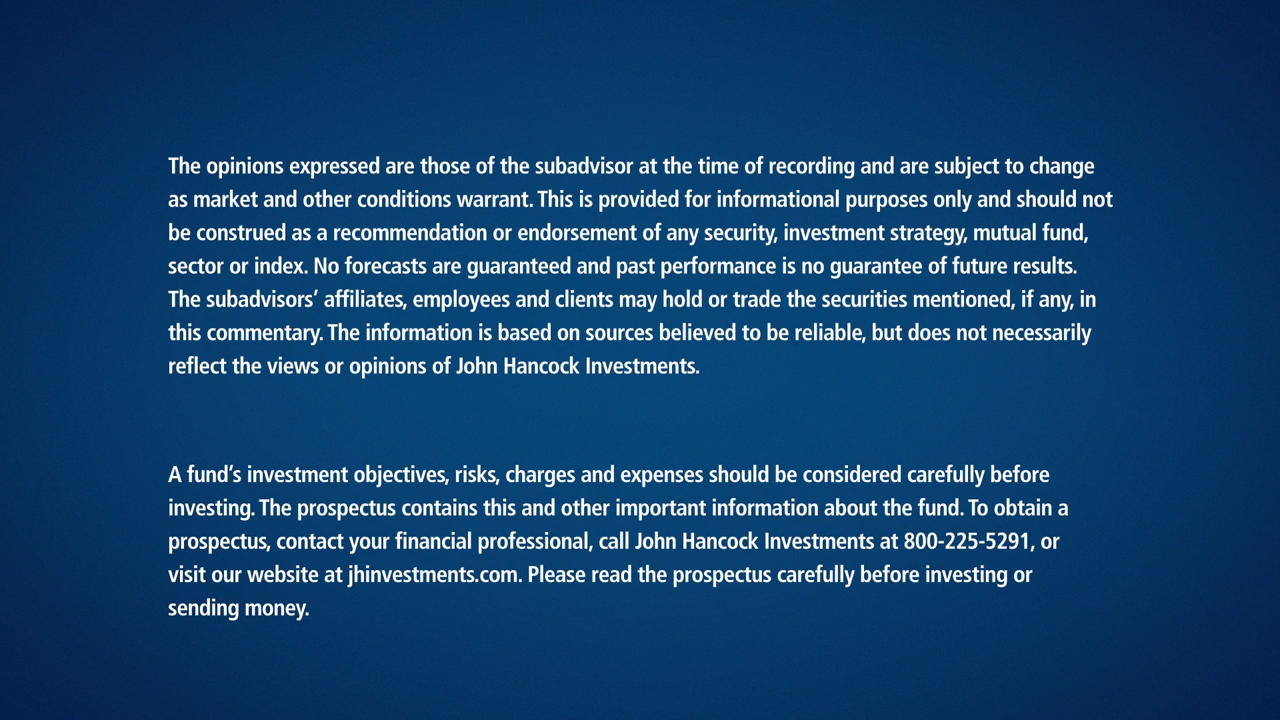 The opinions expressed are those of the subadvisor at the time of recording and are subject to change
as market and other conditions warrant. This is provided for informational purposes only and should not
be construed as a recommendation or endorsement of any security, investment strategy, mutual fund,
sector or index. No forecasts are guaranteed and past performance is no guarantee of future results.
The subadvisors’ affiliates, employees and clients may hold or trade the securities mentioned, if any, in
this commentary. The information is based on sources believed to be reliable, but does not necessarily
reflect the views or opinions of John Hancock Investments.
A fund’s investment objectives, risks, charges and expenses should be considered carefully before
investing. The prospectus contains this and other important information about the fund. To obtain a
prospectus, contact your financial professional, call John Hancock Investments at 800-225-5291, or
visit our website at jhinvestments.com. Please read the prospectus carefully before investing or
sending money.